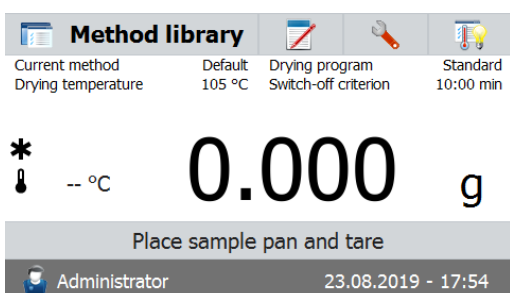 Method library
Current method Default Drying program Standard
Drying temperature 105 °C Switch-off criterion 10:00 min
-- °C 0.000 g
Place sample pan and tare
Administrator 23.08.2019 - 17:54